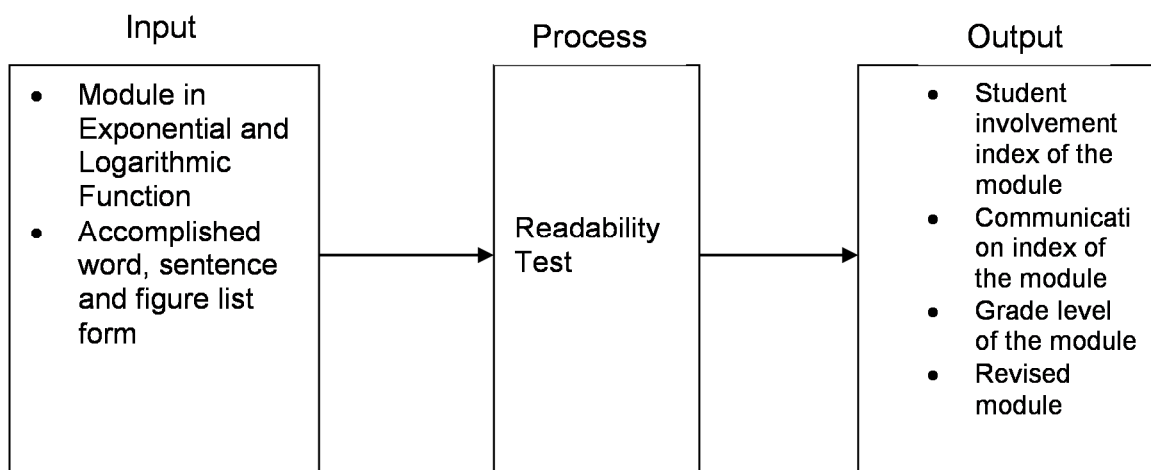 Input
Process
Output
Module in
Exponential and
Logarithmic
Function
Accomplished
word, sentence
and figure list
form
Readability
Test
Student
involvement
index of the
module
Communicati
on index of
the module
Grade level
of the module
Revised
module